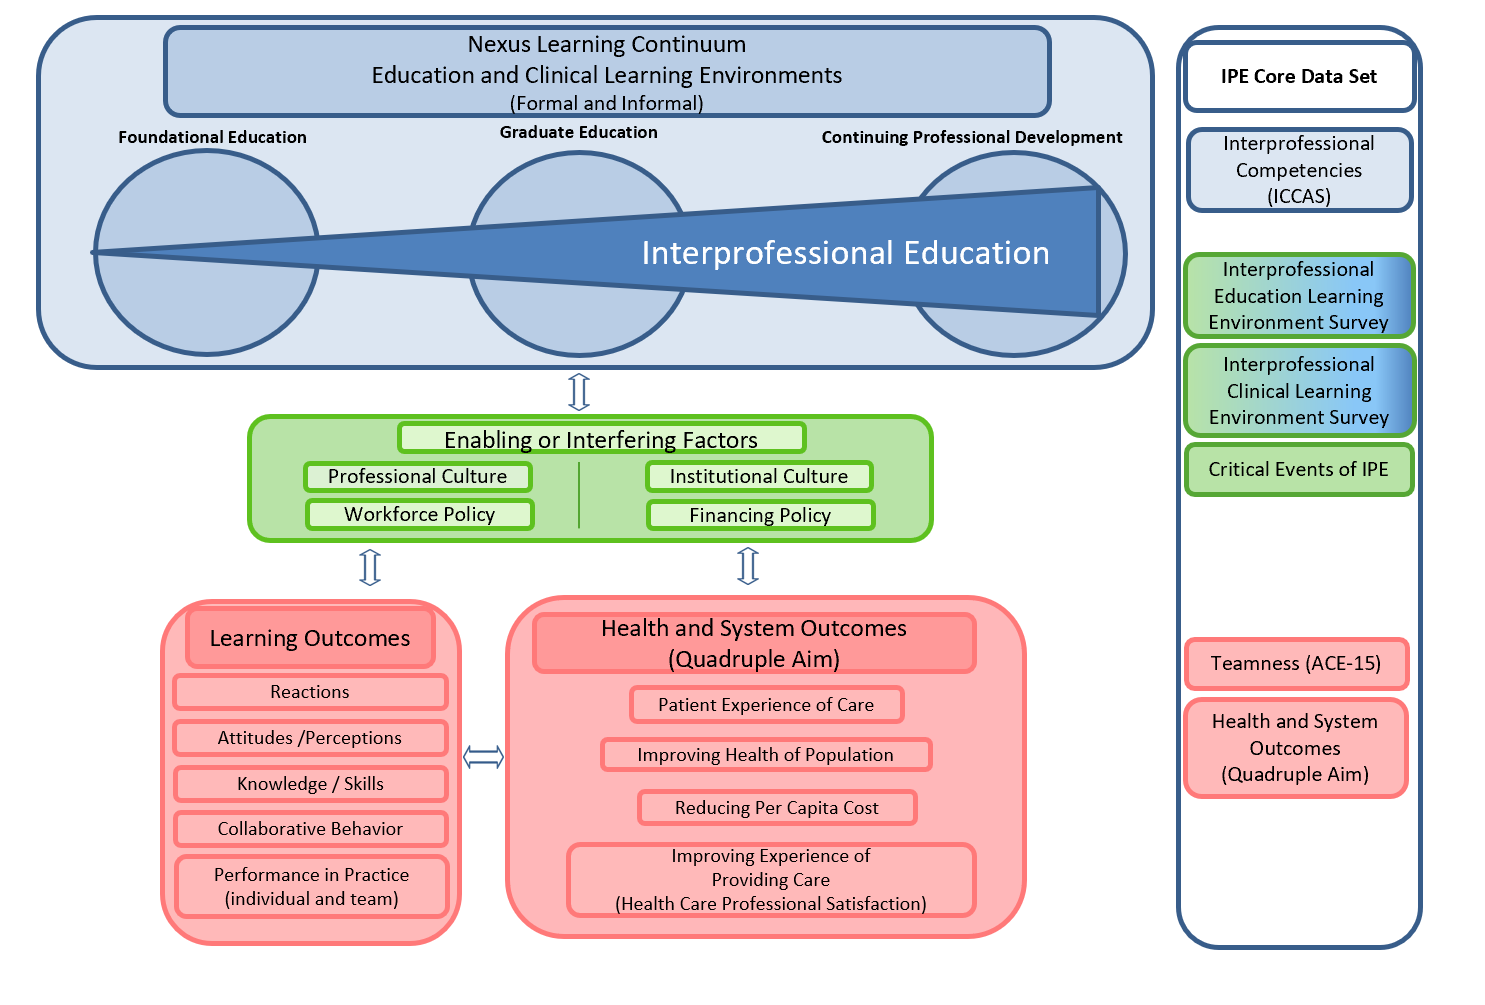 Nexus Learning Continuum
Education and Clinical Learning Environments
(Formal and Informal)
Foundational Education
Graduate Education
Continuing Professional Development
Interprofessional Education
Enabling or Interfering Factors
Professional Culture
Institutional Culture
Workforce Policy
Financing Policy
Learning Outcomes
Reactions
Attitudes /Perceptions
Knowledge / Skills
Collaborative Behavior
Performance in Practice
(individual and team)
Health and System Outcomes
(Quadruple Aim)
Patient Experience of Care
Improving Health of Population
Reducing Per Capita Cost
Improving Experience of
Providing Care
(Health Care Professional Satisfaction)
IPE Core Data Set
Interprofessional
Competencies
(ICCAS)
Interprofessional
Education Learning
Environment Survey
Interprofessional
Clinical Learning
Environment Survey
Critical Events of IPE
Teamness (ACE-15)
Health and System
Outcomes
(Quadruple Aim)